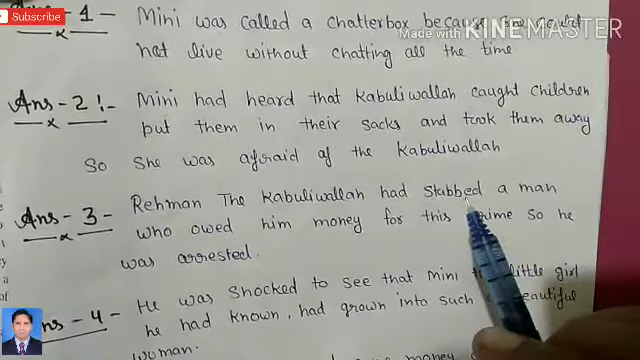 Subscribe
Made with KINEMASTER
Ans - 1 - Mini was called a chatterbox because she could
not live without chatting all the time
Ans - 2 :- Mini had heard that Kabuliwallah caught children
put them in their sacks and took them away
So she was afraid of the Kabuliwallah
Ans - 3 - Rehman The Kabuliwallah had stabbed a man
who owed him money for this crime so he
was arrested.
Ans - 4 - He was shocked to see that Mini the little girl
he had known, had grown into such a beautiful
woman.
money